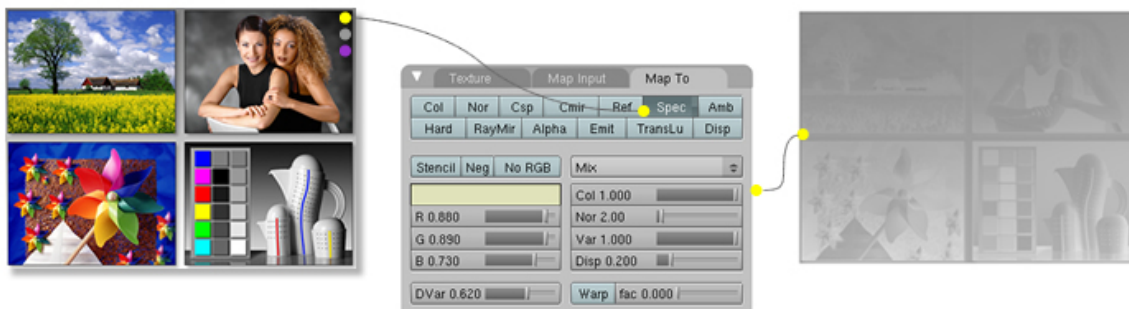 Texture Map Input Map To
Col Nor Csp Cmir Ref Spec Amb
Hard RayMir Alpha Emit TransLu Disp
Stencil Neg No RGB Mix
Col 1.000
R 0.880 Nor 2.00
G 0.890 Var 1.000
B 0.730 Disp 0.200
DVar 0.620 Warp fac 0.000